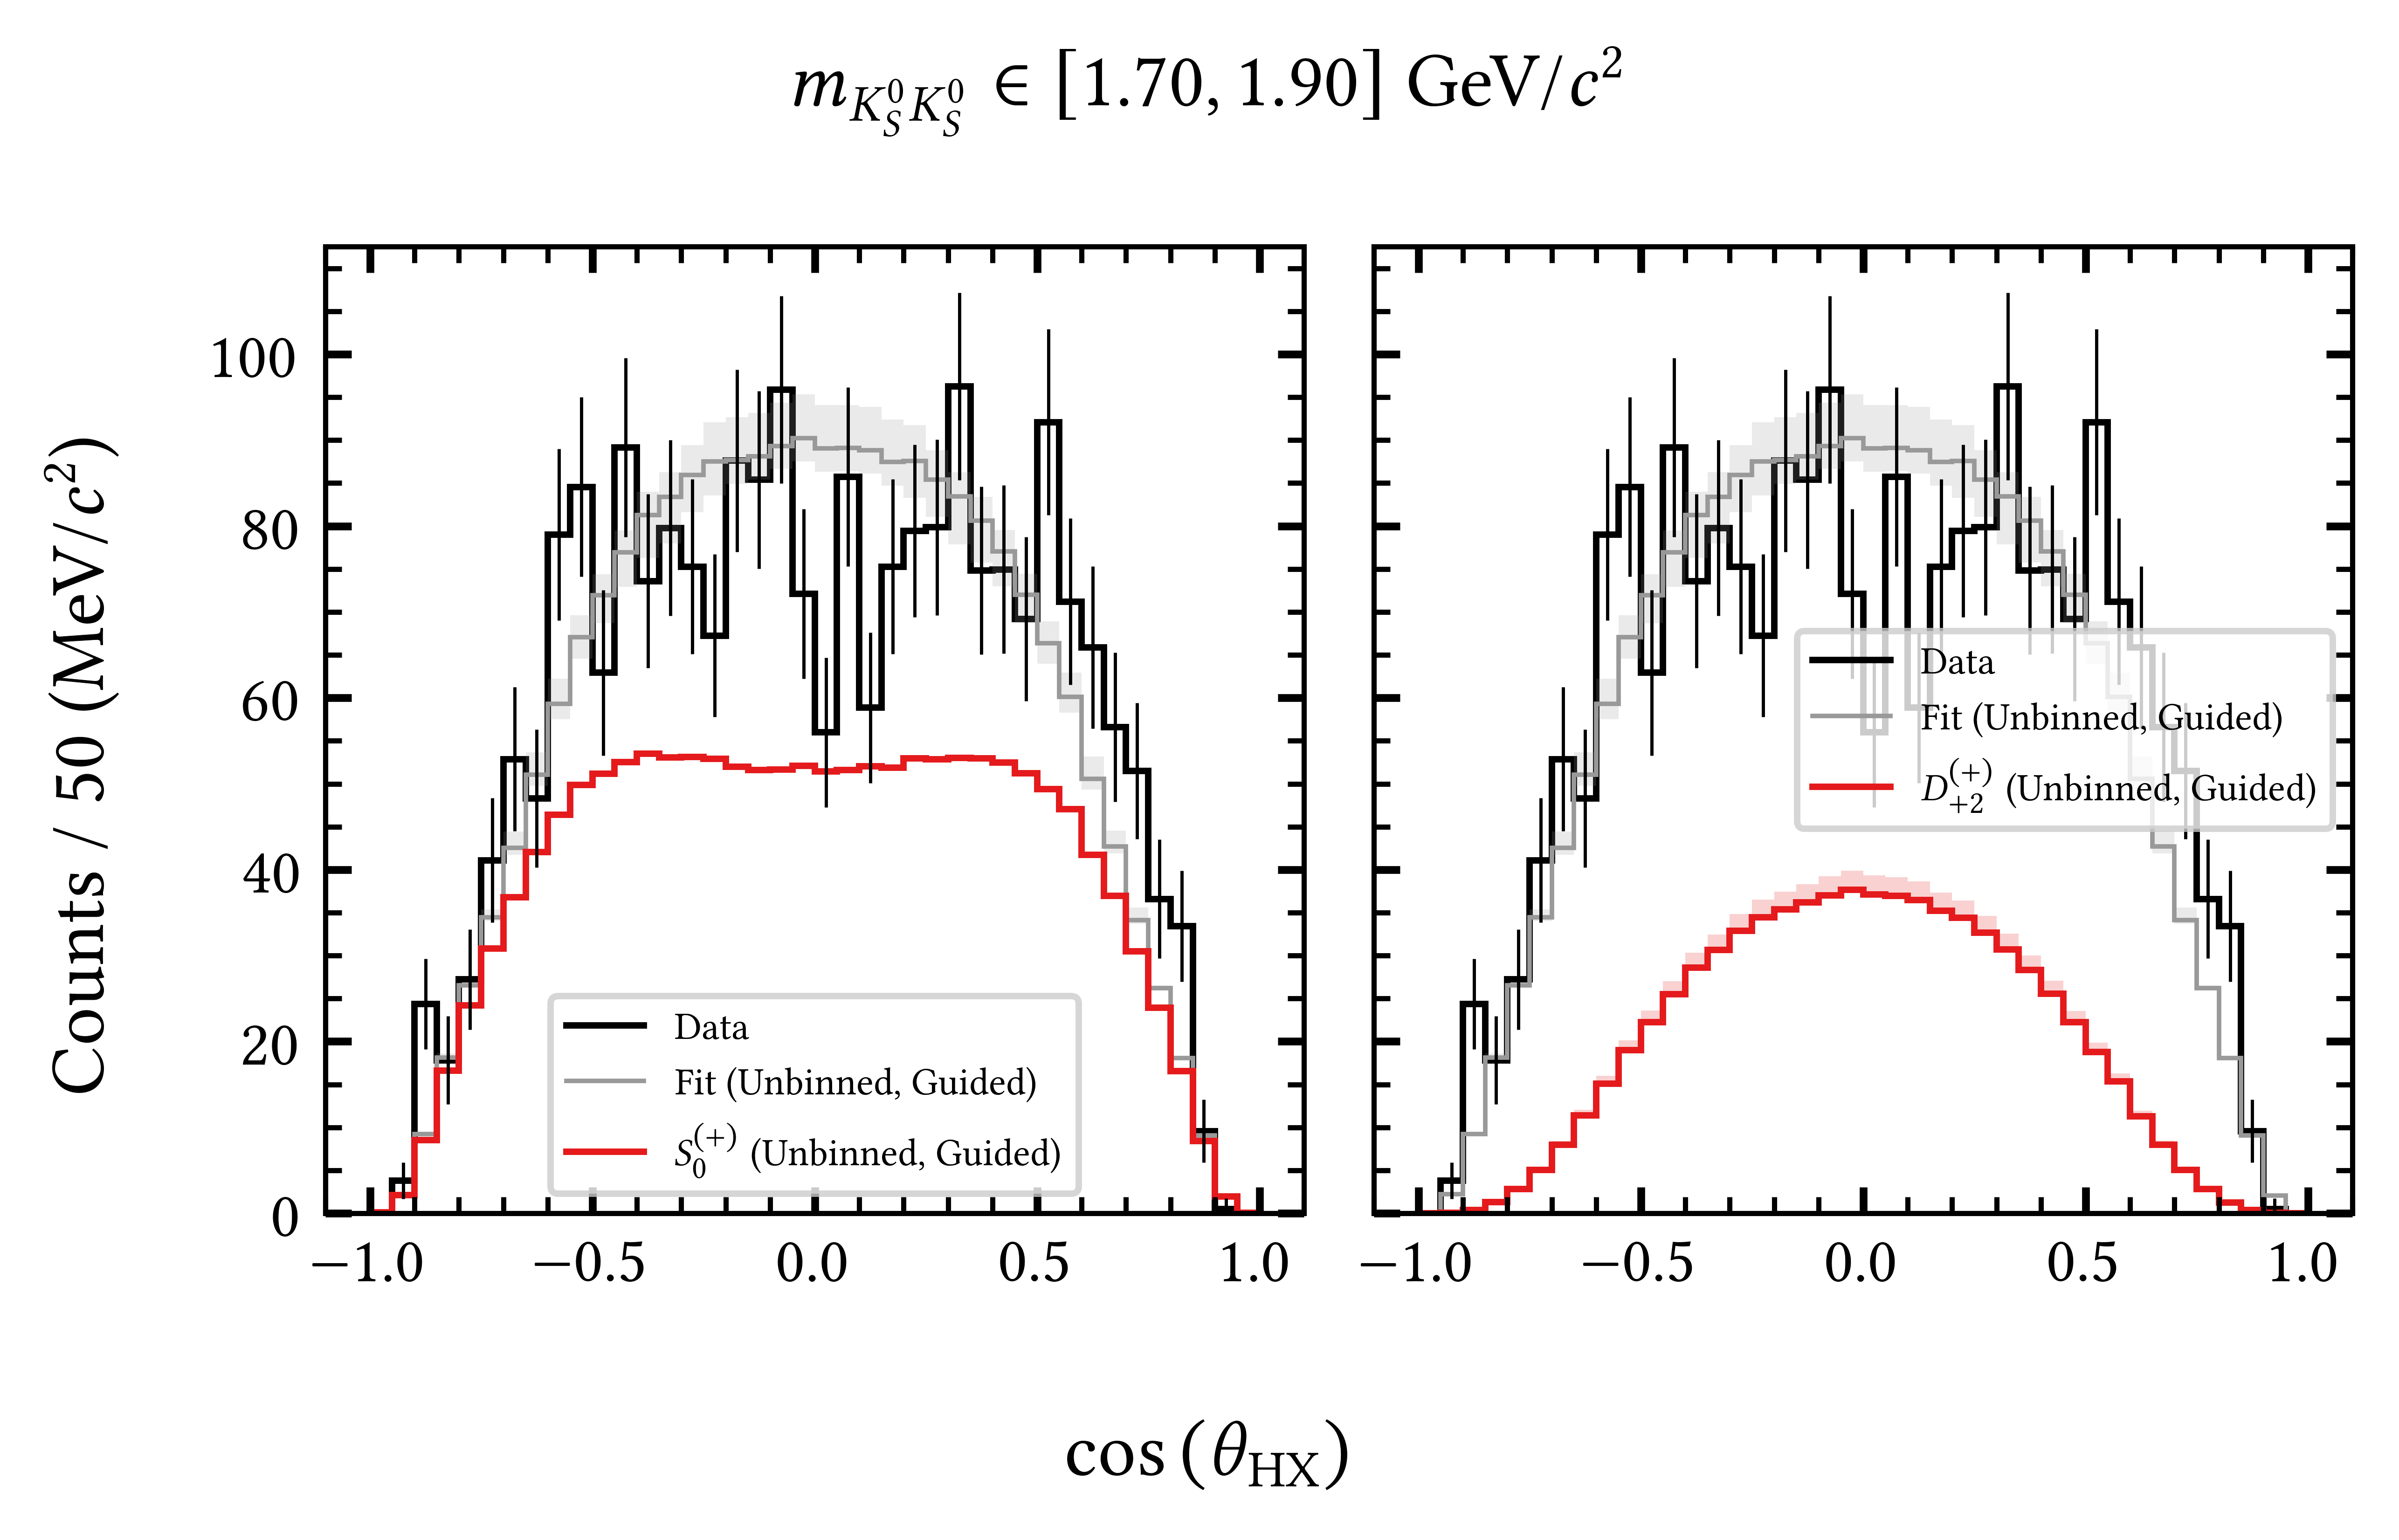 m_{K_S^0 K_S^0} ∈ [1.70, 1.90] GeV/c²
Counts / 50 (MeV/c²)
100
80
60
40
20
0
Data
Fit (Unbinned, Guided)
S_0^{(+)} (Unbinned, Guided)
Data
Fit (Unbinned, Guided)
D_{+2}^{(+)} (Unbinned, Guided)
−1.0 −0.5 0.0 0.5 1.0 −1.0 −0.5 0.0 0.5 1.0
cos (θ_{HX})